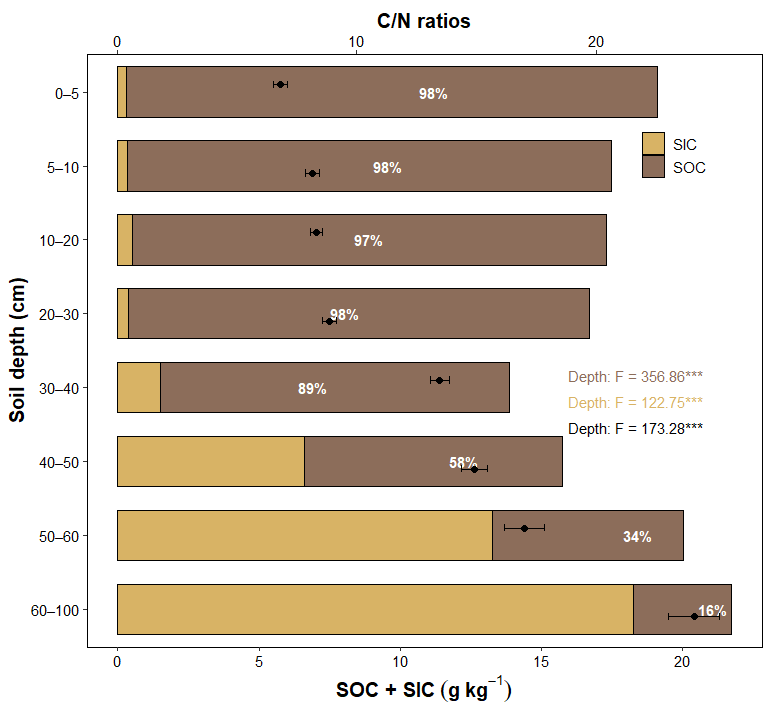 C/N ratios
0 10 20
0–5 98%
5–10 98%
SIC
SOC
10–20 97%
20–30 98%
30–40 89%
Depth: F = 356.86***
Depth: F = 122.75***
Depth: F = 173.28***
40–50 58%
50–60 34%
60–100 16%
Soil depth (cm)
0 5 10 15 20
SOC + SIC (g kg⁻¹)